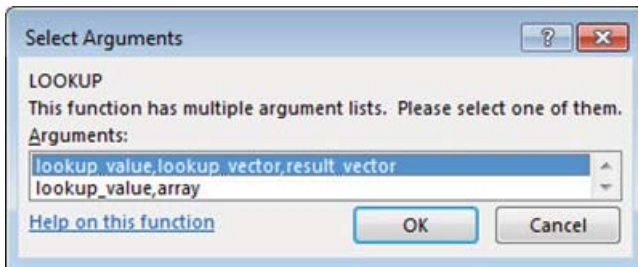 Select Arguments
LOOKUP
This function has multiple argument lists. Please select one of them.
Arguments:
lookup_value,lookup_vector,result_vector
lookup_value,array
Help on this function
OK
Cancel